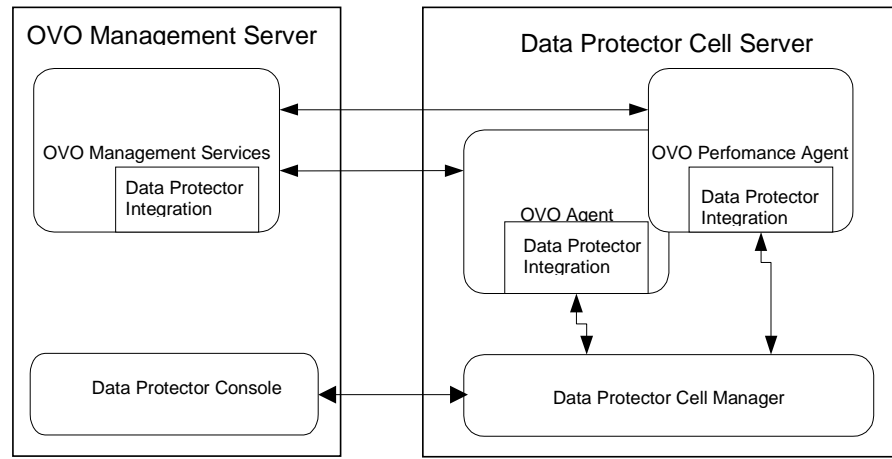 OVO Management Server
OVO Management Services
Data Protector
Integration
Data Protector Console
Data Protector Cell Server
OVO Perfomance Agent
Data Protector
Integration
OVO Agent
Data Protector
Integration
Data Protector Cell Manager